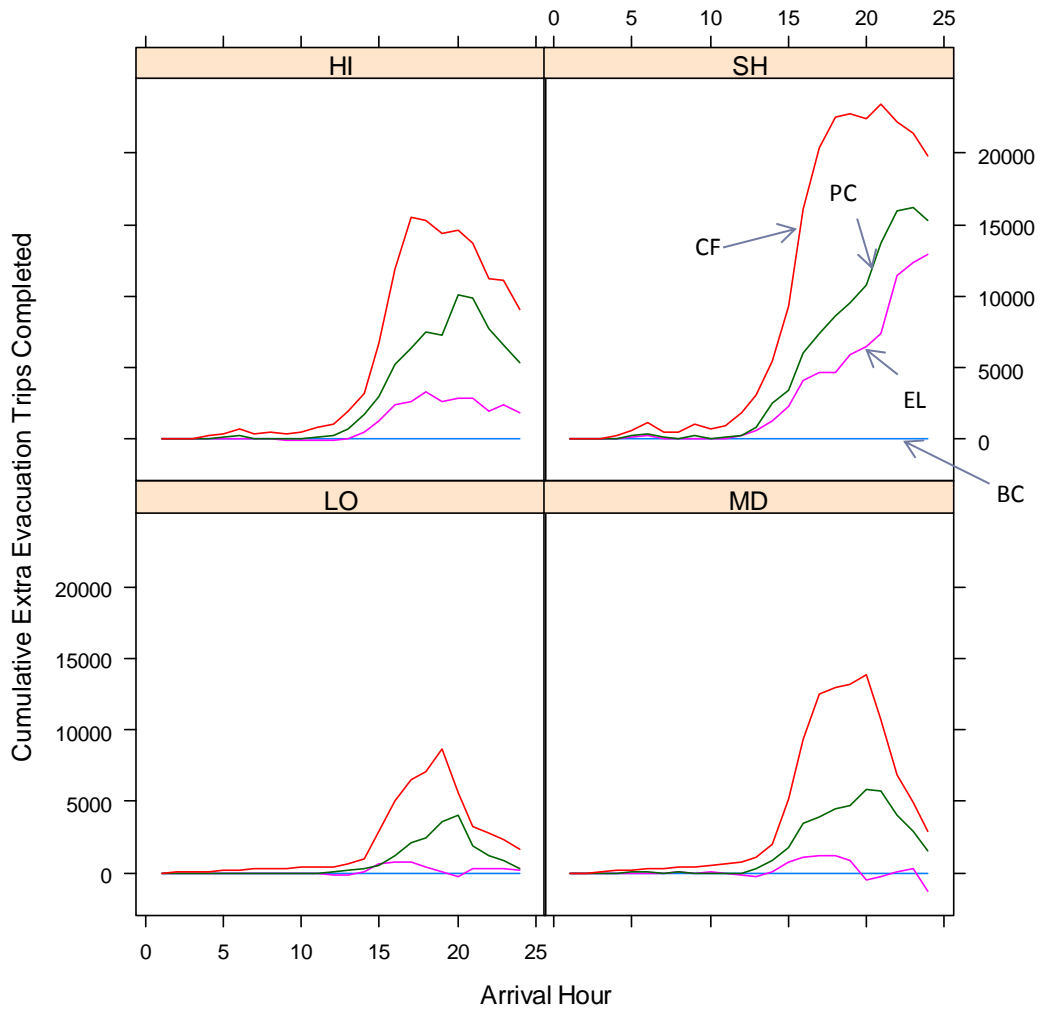 0 5 10 15 20 25
HI SH
20000
PC
15000
CF
10000
5000
EL
0
BC
Cumulative Extra Evacuation Trips Completed
LO MD
20000
15000
10000
5000
0
0 5 10 15 20 25
Arrival Hour